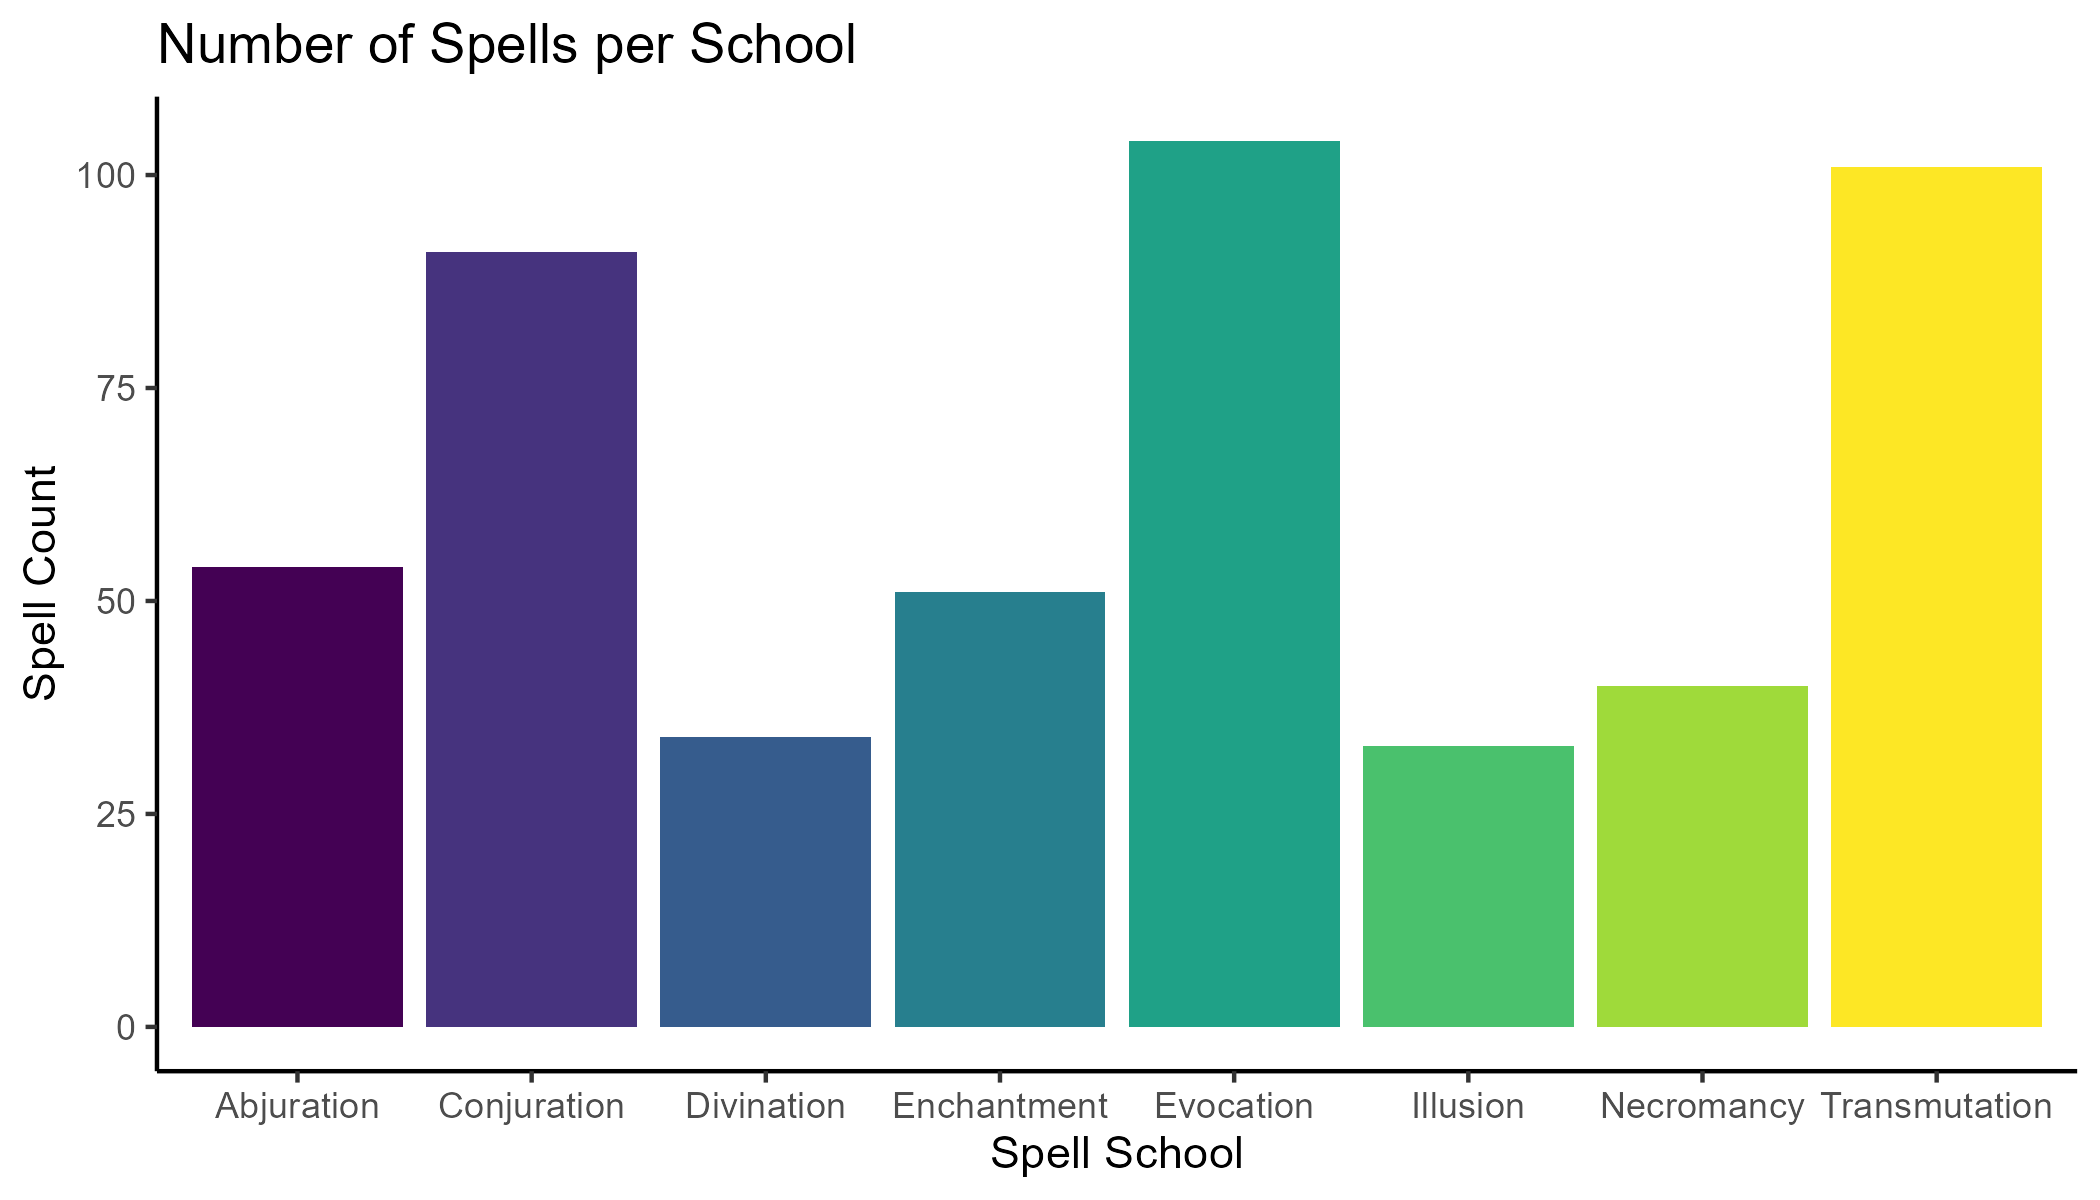 Number of Spells per School
Spell Count
100
75
50
25
0
Abjuration Conjuration Divination Enchantment Evocation Illusion Necromancy Transmutation
Spell School